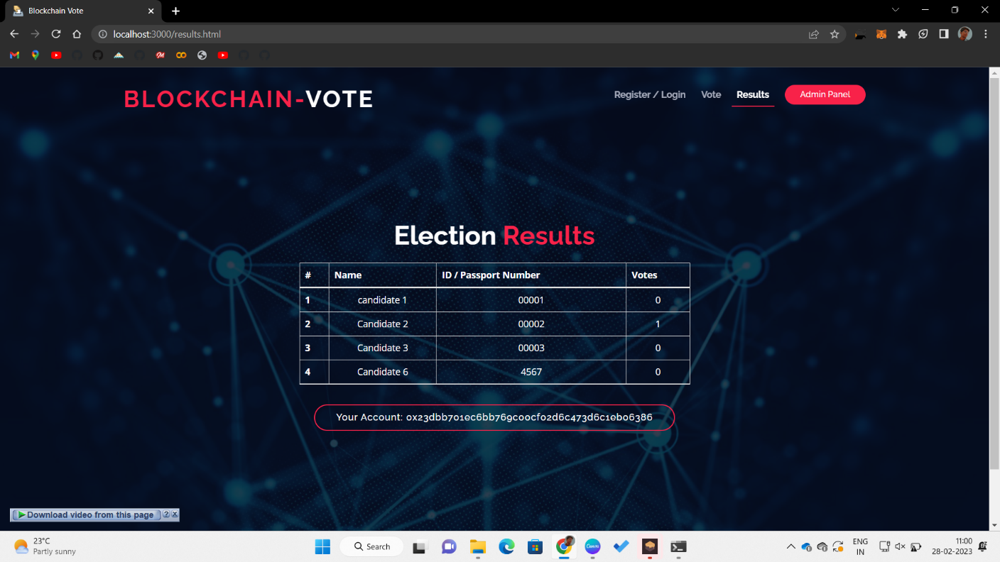 Blockchain Vote
localhost:3000/results.html
BLOCKCHAIN-VOTE
Register / Login Vote Results Admin Panel
Election Results
# Name ID / Passport Number Votes
1 candidate 1 00001 0
2 Candidate 2 00002 1
3 Candidate 3 00003 0
4 Candidate 6 4567 0
Your Account: 0x23dbb701ec6bb769c00cf02d6c473d6c1eb06386
Download video from this page ? x
23°C
Partly sunny
Search
Canva
ENG
IN
11:00
28-02-2023